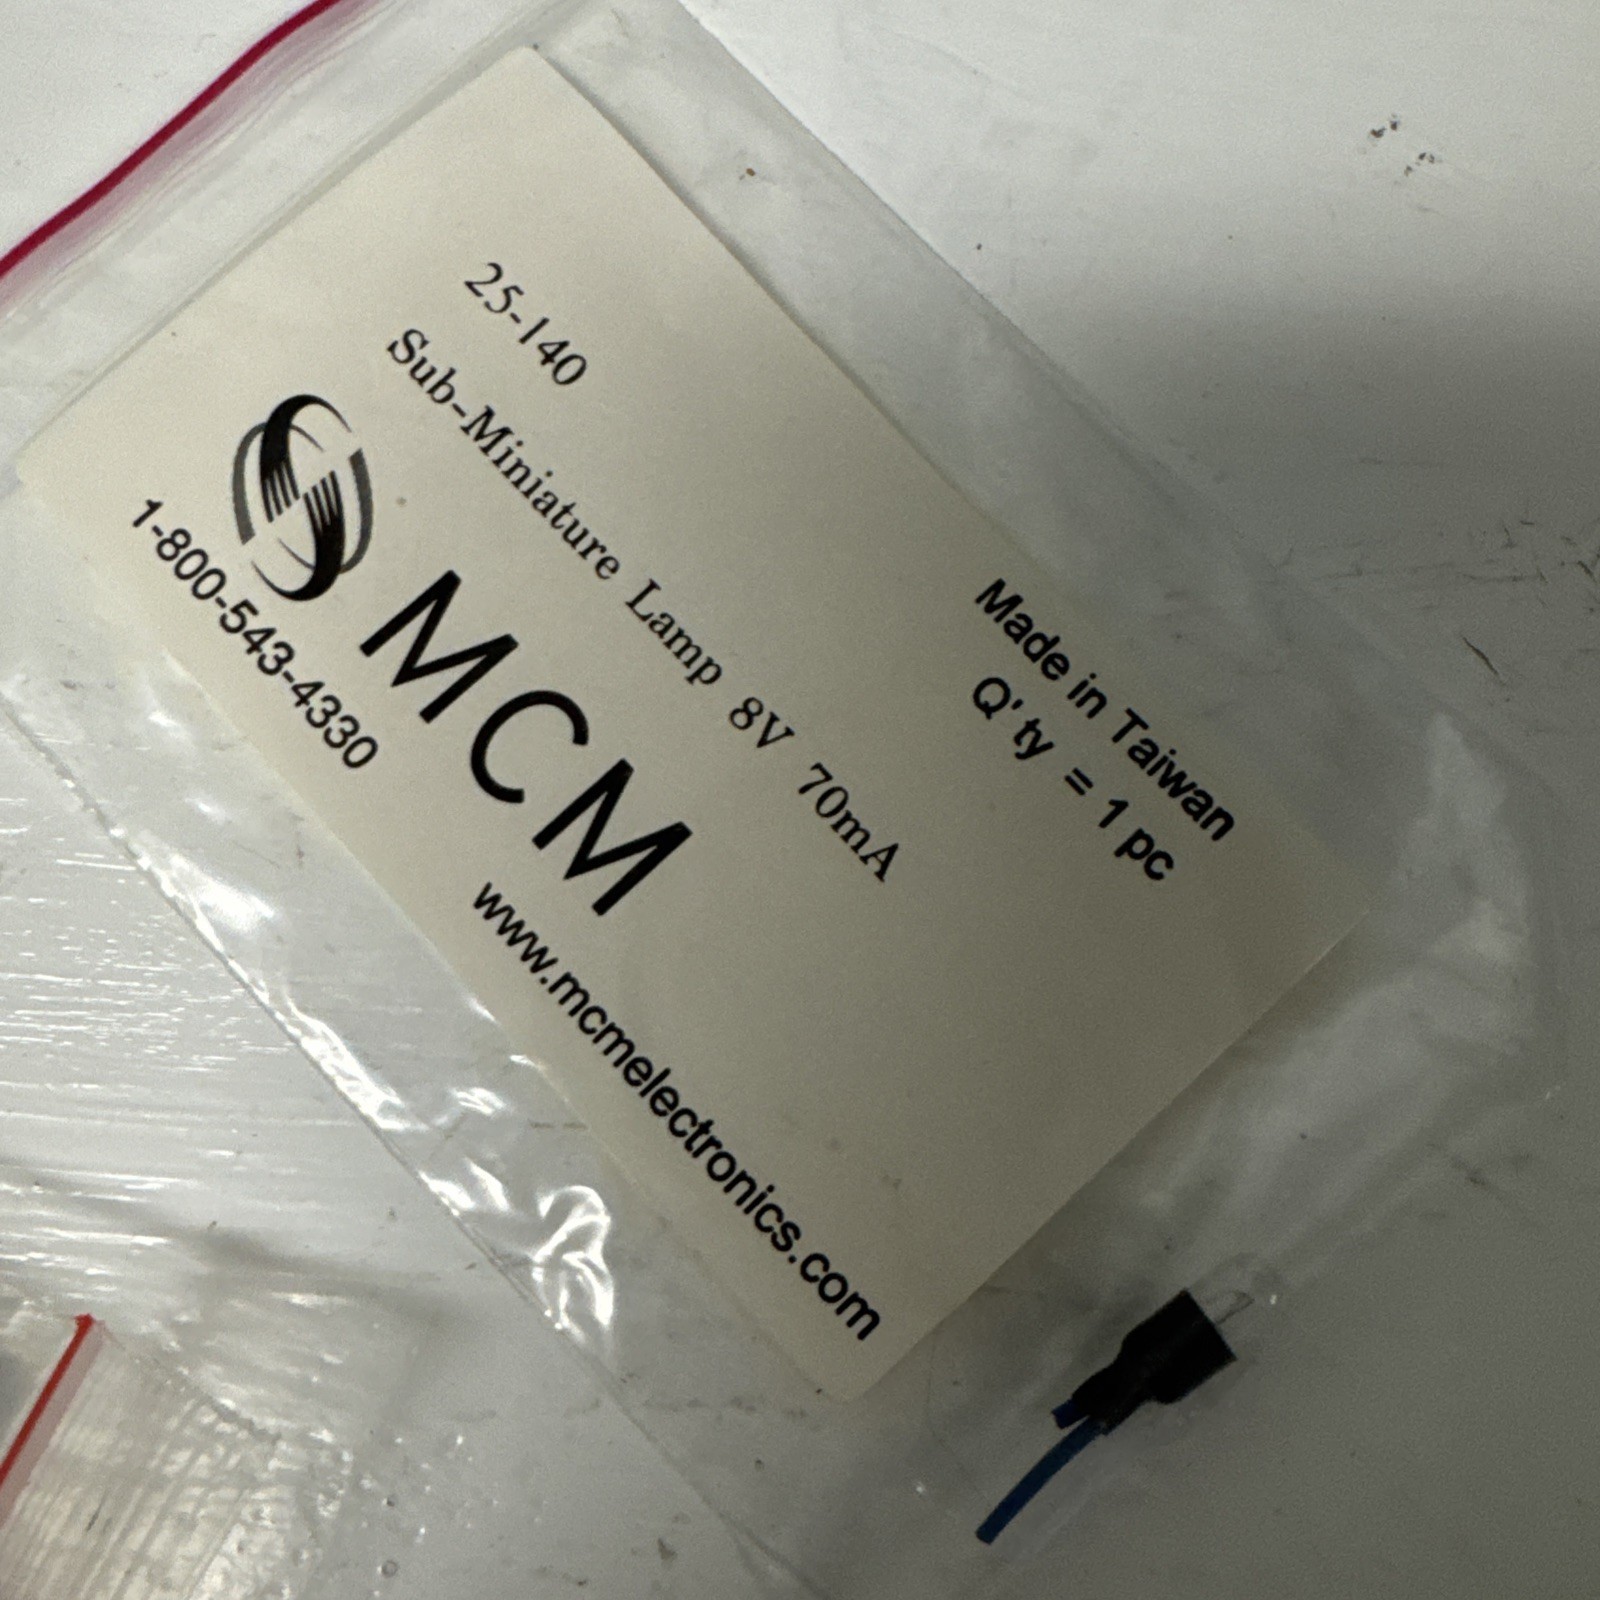 25-140
Sub-Miniature Lamp 8V 70mA
Made in Taiwan
Q'ty = 1 pc
MCM
1-800-543-4330
www.mcmelectronics.com